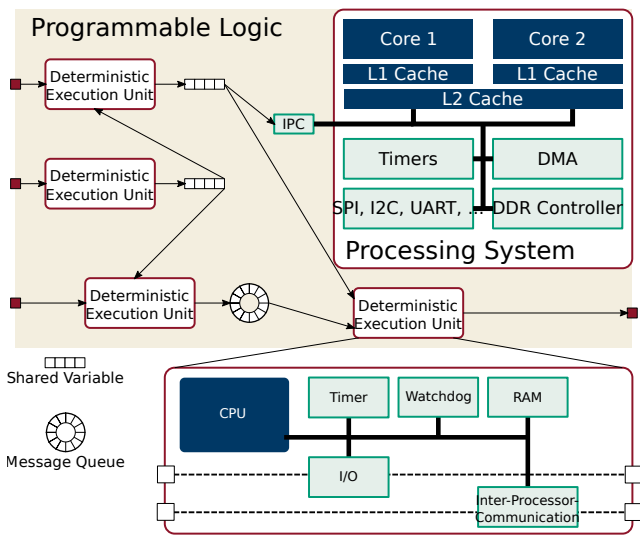 Programmable Logic
Core 1
Core 2
L1 Cache
L1 Cache
L2 Cache
Deterministic
Execution Unit
IPC
Timers
DMA
Deterministic
Execution Unit
SPI, I2C, UART, ...
DDR Controller
Processing System
Deterministic
Execution Unit
Deterministic
Execution Unit
Shared Variable
Message Queue
CPU
Timer
Watchdog
RAM
I/O
Inter-Processor-
Communication